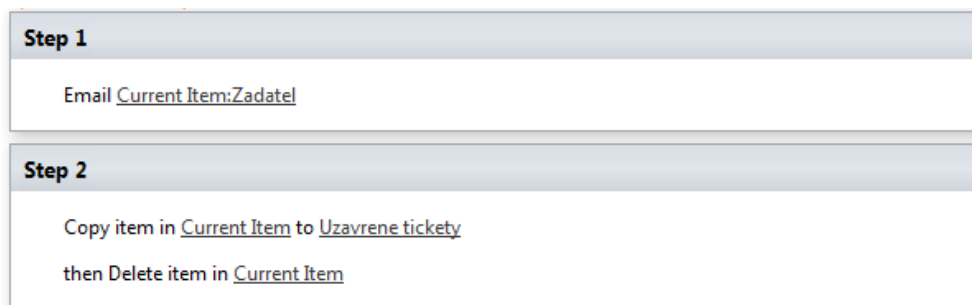 Step 1
Email Current Item:Zadatel
Step 2
Copy item in Current Item to Uzavrene tickety
then Delete item in Current Item